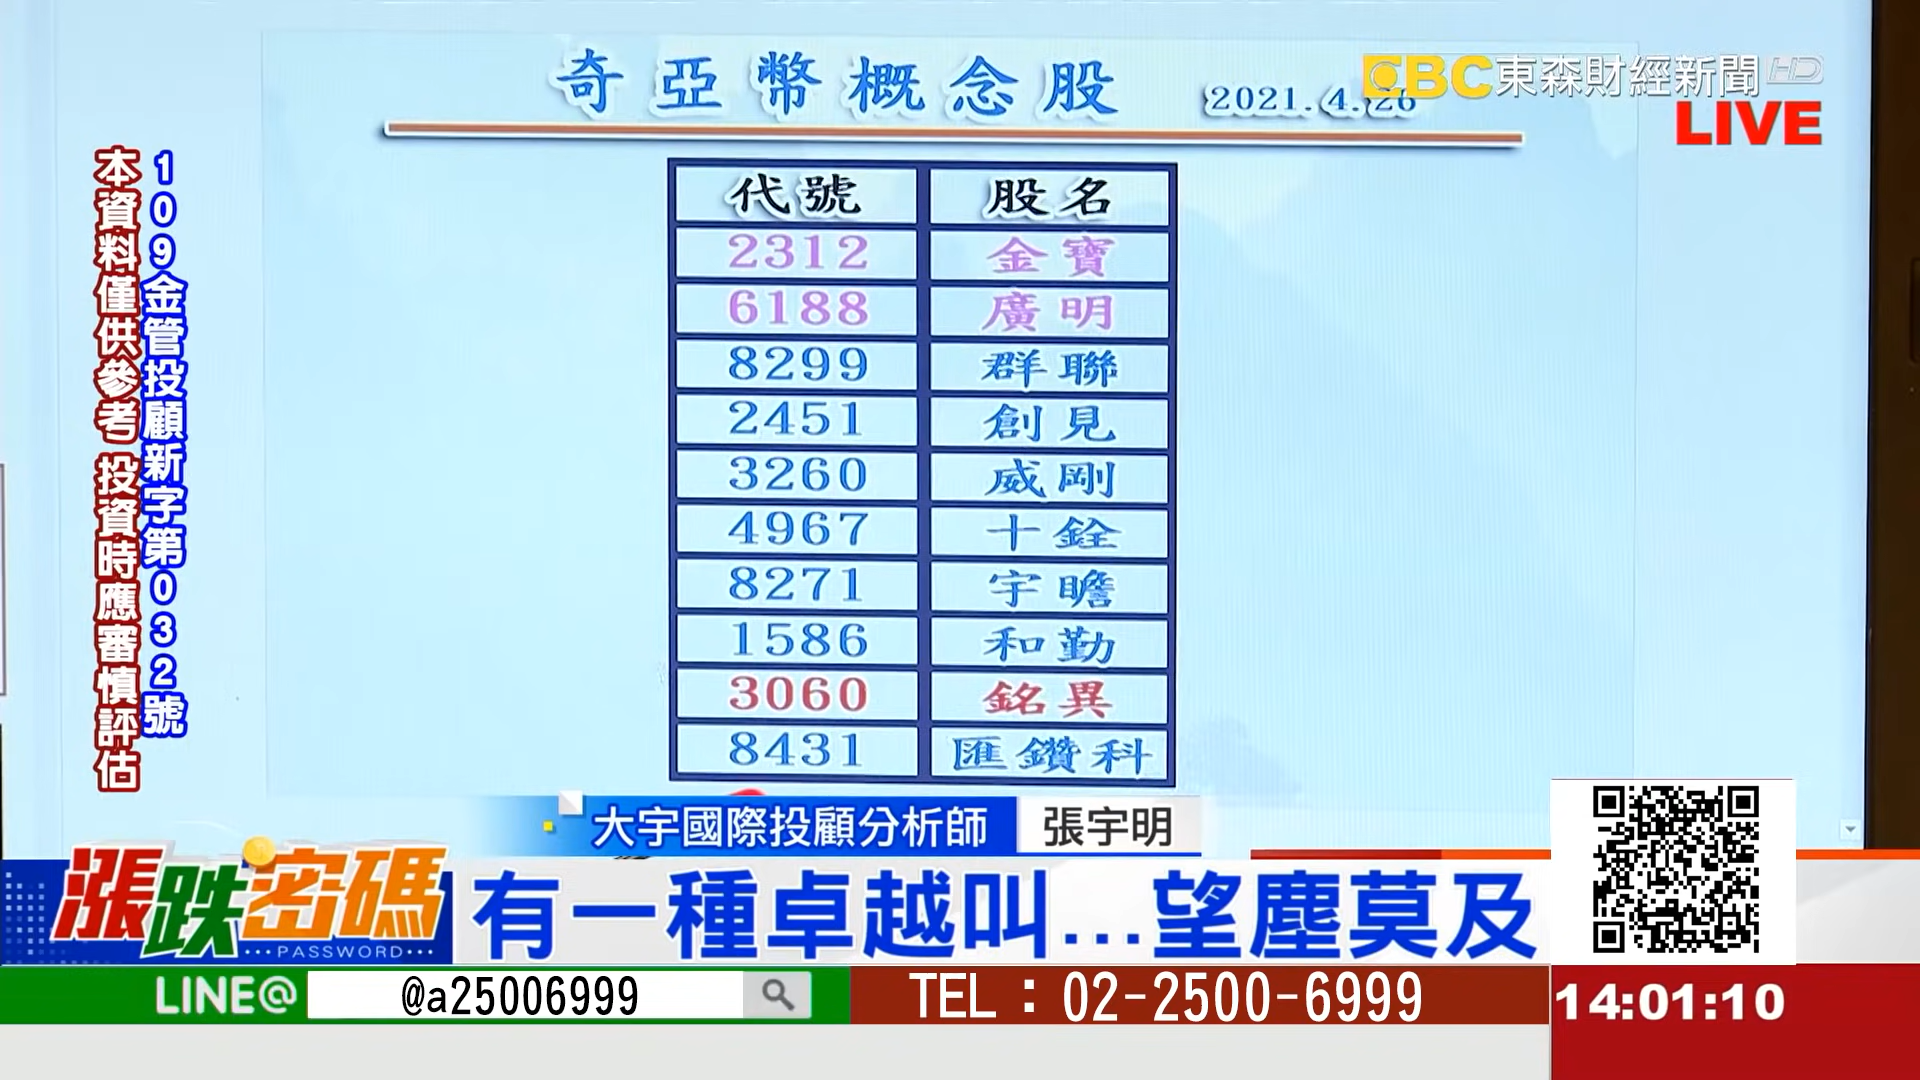 奇亞幣概念股
2021.4.26
EBC東森財經新聞HD
LIVE
109金管投顧新字第032號
本資料僅供參考 投資時應審慎評估
代號 股名
2312 金寶
6188 廣明
8299 群聯
2451 創見
3260 威剛
4967 十銓
8271 宇瞻
1586 和勤
3060 銘異
8431 匯鑽科
大宇國際投顧分析師 張宇明
漲跌密碼
PASSWORD
有一種卓越叫...望塵莫及
LINE@ @a25006999
TEL：02-2500-6999
14:01:10